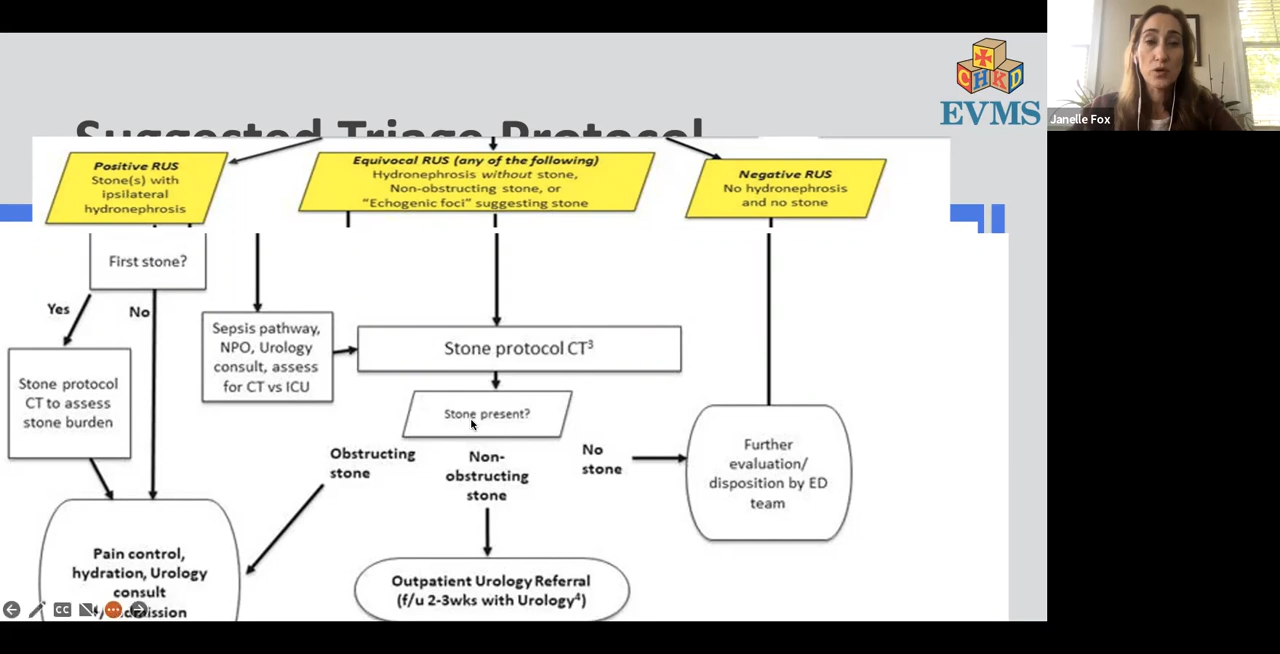 Suggested Triage Protocol
CHKD
EVMS
Janelle Fox
Positive RUS
Stone(s) with
ipsilateral
hydronephrosis
Equivocal RUS (any of the following)
Hydronephrosis without stone,
Non-obstructing stone, or
“Echogenic foci” suggesting stone
Negative RUS
No hydronephrosis
and no stone
First stone?
Yes
No
Stone protocol
CT to assess
stone burden
Sepsis pathway,
NPO, Urology
consult, assess
for CT vs ICU
Stone protocol CT³
Stone present?
Obstructing
stone
Non-
obstructing
stone
No
stone
Further
evaluation/
disposition by ED
team
Pain control,
hydration, Urology
consult
Outpatient Urology Referral
(f/u 2-3wks with Urology⁴)
CC